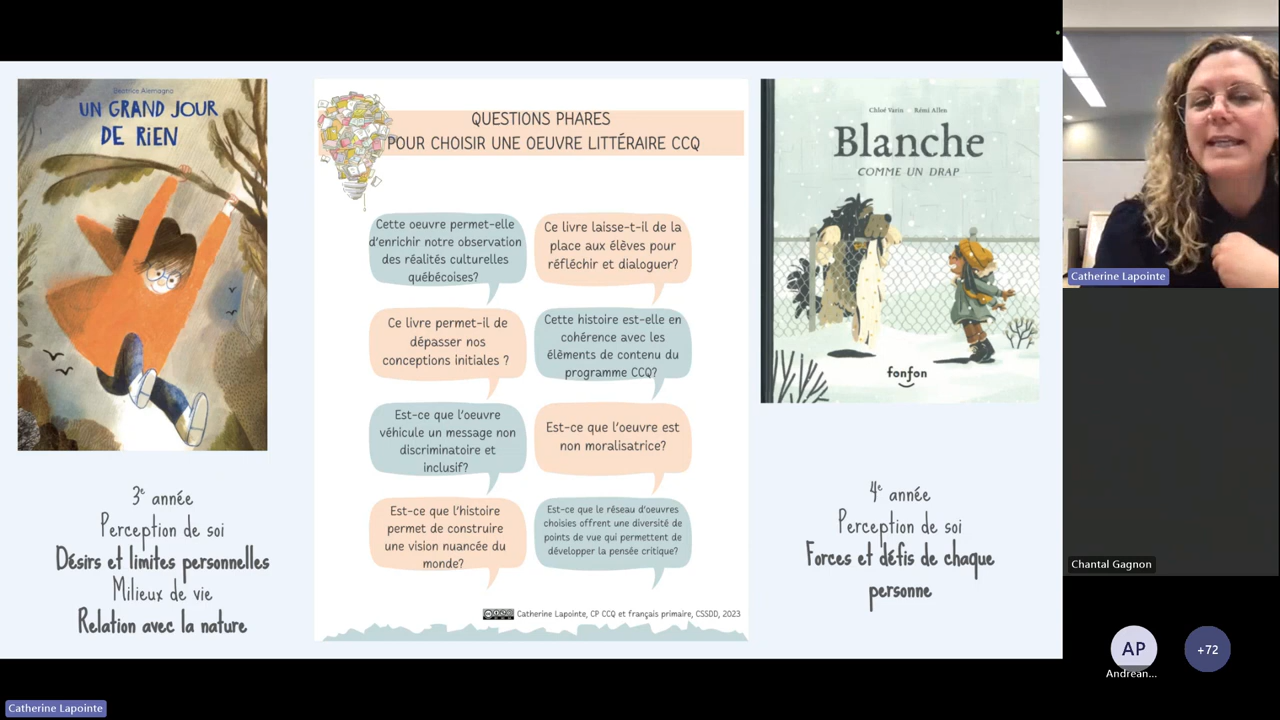 Beatrice Alemagna
UN GRAND JOUR
DE RiEN
3e année
Perception de soi
Désirs et limites personnelles
Milieux de vie
Relation avec la nature
QUESTIONS PHARES
POUR CHOISIR UNE OEUVRE LITTÉRAIRE CCQ
Cette oeuvre permet-elle
d'enrichir notre observation
des réalités culturelles
québécoises?
Ce livre laisse-t-il de la
place aux élèves pour
réfléchir et dialoguer?
Ce livre permet-il de
dépasser nos
conceptions initiales ?
Cette histoire est-elle en
cohérence avec les
éléments de contenu du
programme CCQ?
Est-ce que l'oeuvre
véhicule un message non
discriminatoire et
inclusif?
Est-ce que l'oeuvre est
non moralisatrice?
Est-ce que l'histoire
permet de construire
une vision nuancée du
monde?
Est-ce que le réseau d'oeuvres
choisies offrent une diversité de
points de vue qui permettent de
développer la pensée critique?
Catherine Lapointe, CP CCQ et français primaire, CSSDD, 2023
Chloé Varin Rémi Allen
Blanche
COMME UN DRAP
fonfon
4e année
Perception de soi
Forces et défis de chaque
personne
Catherine Lapointe
Chantal Gagnon
AP
Andréan...
+72
Catherine Lapointe